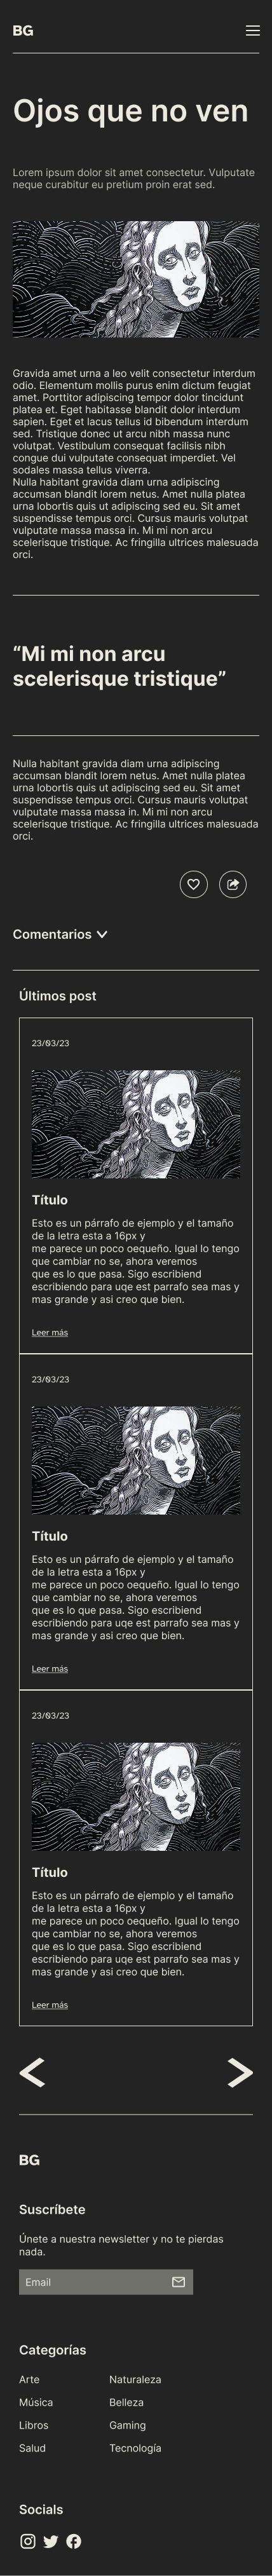 BG
Ojos que no ven
Lorem ipsum dolor sit amet consectetur. Vulputate
neque curabitur eu pretium proin erat sed.
Gravida amet urna a leo velit consectetur interdum
odio. Elementum mollis purus enim dictum feugiat
amet. Porttitor adipiscing tempor dolor tincidunt
platea et. Eget habitasse blandit dolor interdum
sapien. Eget et lacus tellus id bibendum interdum
sed. Tristique donec ut arcu nibh massa nunc
volutpat. Vestibulum consequat facilisis nibh
congue dui vulputate consequat imperdiet. Vel
sodales massa tellus viverra.
Nulla habitant gravida diam urna adipiscing
accumsan blandit lorem netus. Amet nulla platea
urna lobortis quis ut adipiscing sed eu. Sit amet
suspendisse tempus orci. Cursus mauris volutpat
vulputate massa massa in. Mi mi non arcu
scelerisque tristique. Ac fringilla ultrices malesuada
orci.
“Mi mi non arcu
scelerisque tristique”
Nulla habitant gravida diam urna adipiscing
accumsan blandit lorem netus. Amet nulla platea
urna lobortis quis ut adipiscing sed eu. Sit amet
suspendisse tempus orci. Cursus mauris volutpat
vulputate massa massa in. Mi mi non arcu
scelerisque tristique. Ac fringilla ultrices malesuada
orci.
Comentarios
Últimos post
23/03/23
Título
Esto es un párrafo de ejemplo y el tamaño
de la letra esta a 16px y
me parece un poco oequeño. Igual lo tengo
que cambiar no se, ahora veremos
que es lo que pasa. Sigo escribiend
escribiendo para uqe est parrafo sea mas y
mas grande y asi creo que bien.
Leer más
23/03/23
Título
Esto es un párrafo de ejemplo y el tamaño
de la letra esta a 16px y
me parece un poco oequeño. Igual lo tengo
que cambiar no se, ahora veremos
que es lo que pasa. Sigo escribiend
escribiendo para uqe est parrafo sea mas y
mas grande y asi creo que bien.
Leer más
23/03/23
Título
Esto es un párrafo de ejemplo y el tamaño
de la letra esta a 16px y
me parece un poco oequeño. Igual lo tengo
que cambiar no se, ahora veremos
que es lo que pasa. Sigo escribiend
escribiendo para uqe est parrafo sea mas y
mas grande y asi creo que bien.
Leer más
BG
Suscríbete
Únete a nuestra newsletter y no te pierdas
nada.
Email
Categorías
Arte Naturaleza
Música Belleza
Libros Gaming
Salud Tecnología
Socials